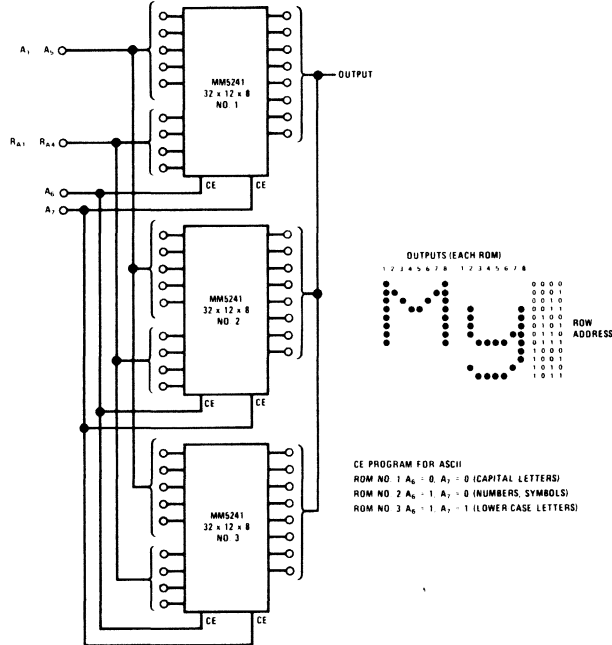 A₁ A₅
R_A1 R_A4
A₆
A₇
MM5241
32 x 12 x 8
NO. 1
CE CE
OUTPUT
MM5241
32 x 12 x 8
NO. 2
CE CE
MM5241
32 x 12 x 8
NO. 3
CE CE
OUTPUTS (EACH ROM)
1 2 3 4 5 6 7 8 1 2 3 4 5 6 7 8
0 0 0 0
0 0 0 1
0 0 1 0
0 0 1 1
0 1 0 0
0 1 0 1
0 1 1 0
0 1 1 1
1 0 0 0
1 0 0 1
1 0 1 0
1 0 1 1
ROW
ADDRESS
CE PROGRAM FOR ASCII
ROM NO. 1 A₆ = 0, A₇ = 0 (CAPITAL LETTERS)
ROM NO. 2 A₆ = 1, A₇ = 0 (NUMBERS, SYMBOLS)
ROM NO. 3 A₆ = 1, A₇ = 1 (LOWER CASE LETTERS)